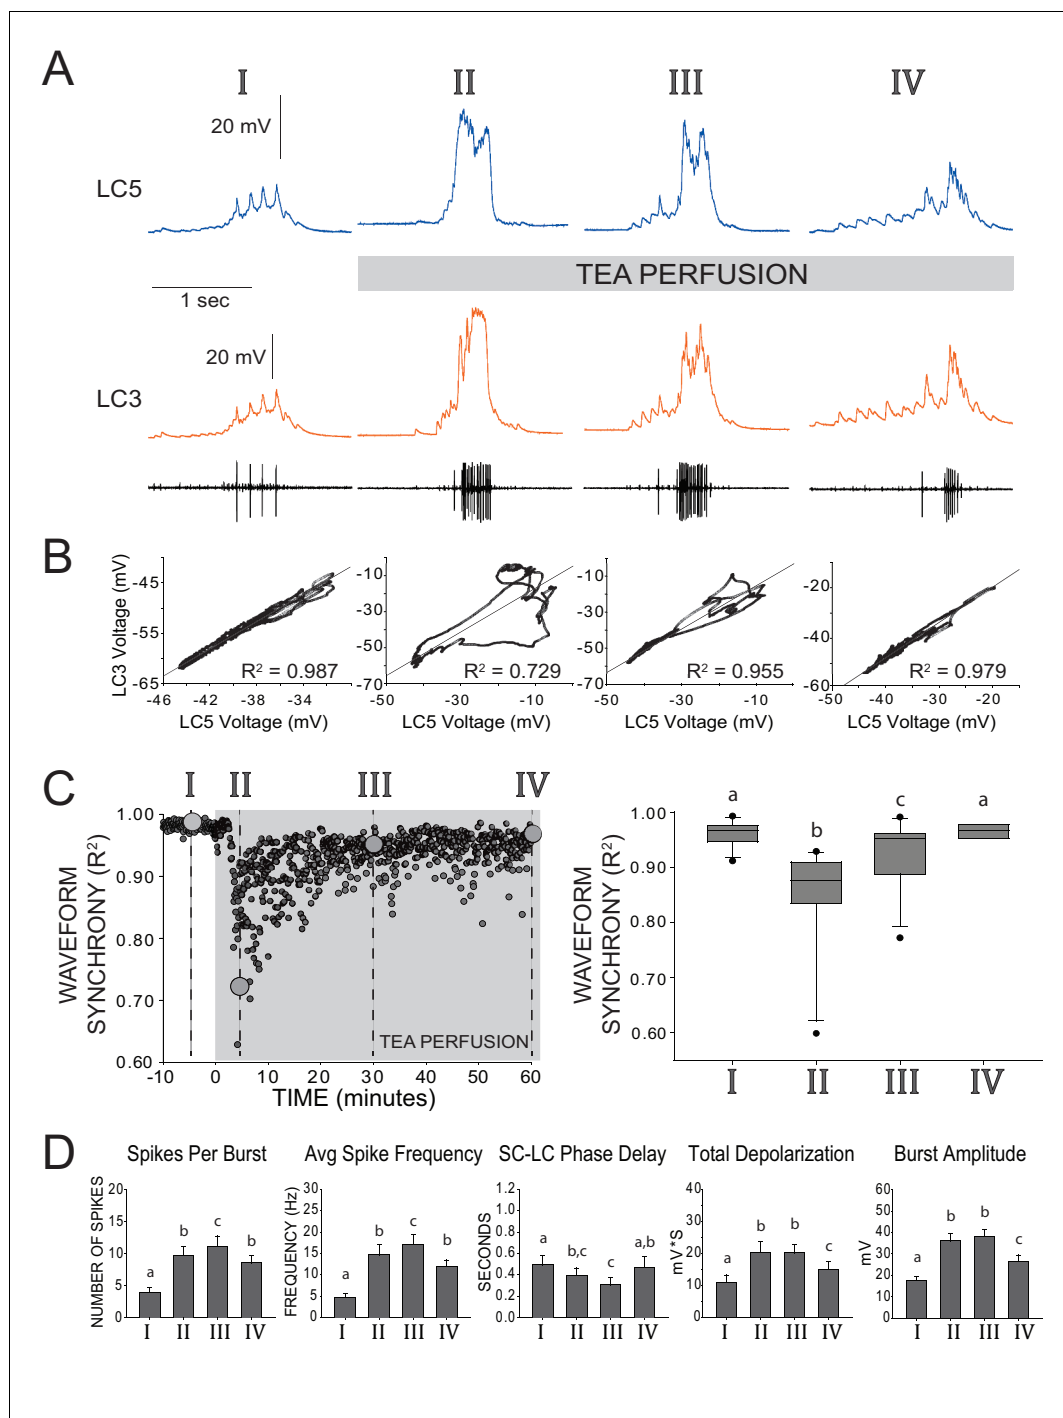 A
I II III IV
20 mV
LC5
TEA PERFUSION
1 sec
20 mV
LC3
B
LC3 Voltage (mV)
-45
-55
-65
-46 -42 -38 -34
R² = 0.987
LC5 Voltage (mV)
-10
-30
-50
-70
-50 -30 -10
R² = 0.729
LC5 Voltage (mV)
-10
-30
-50
-70
-50 -30 -10
R² = 0.955
LC5 Voltage (mV)
-20
-40
-60
-50 -40 -30 -20
R² = 0.979
LC5 Voltage (mV)
C
I II III IV
WAVEFORM
SYNCHRONY (R²)
1.00
0.90
0.80
0.70
0.60
TEA PERFUSION
-10 0 10 20 30 40 50 60
TIME (minutes)
WAVEFORM
SYNCHRONY (R²)
1.00
0.90
0.80
0.70
0.60
a b c a
I II III IV
D
Spikes Per Burst
NUMBER OF SPIKES
20
15
10
5
0
a b c b
I II III IV
Avg Spike Frequency
FREQUENCY (Hz)
30
25
20
15
10
5
0
a b c b
I II III IV
SC-LC Phase Delay
SECONDS
1.2
1.0
0.8
0.6
0.4
0.2
0.0
a b,c c a,b
I II III IV
Total Depolarization
mV*S
40
30
20
10
0
a b b c
I II III IV
Burst Amplitude
mV
60
50
40
30
20
10
0
a b b c
I II III IV